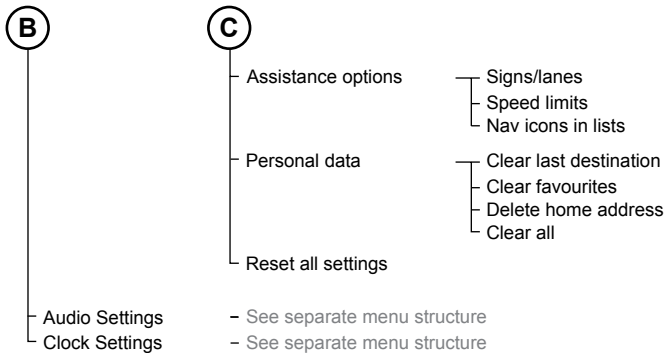 B
C
Assistance options
Signs/lanes
Speed limits
Nav icons in lists
Personal data
Clear last destination
Clear favourites
Delete home address
Clear all
Reset all settings
Audio Settings – See separate menu structure
Clock Settings – See separate menu structure